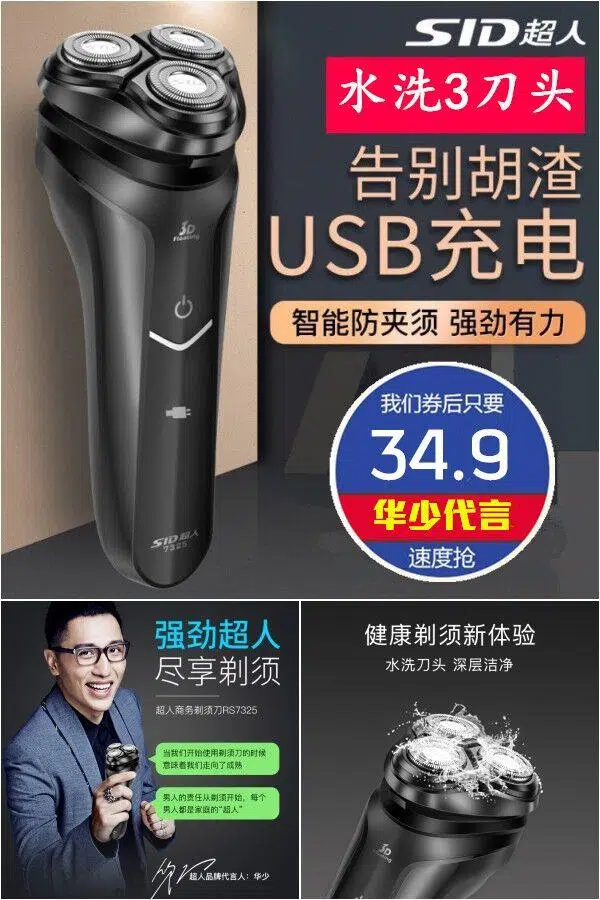 SID超人
水洗3刀头
告别胡渣
USB充电
智能防夹须 强劲有力
3D
Floating
我们券后只要
34.9
华少代言
速度抢
SID超人
7325
强劲超人
尽享剃须
超人商务剃须刀RS7325
当我们开始使用剃须刀的时候
意味着我们走向了成熟
男人的责任从剃须开始，每个
男人都是家庭的“超人”
超人品牌代言人：华少
健康剃须新体验
水洗刀头 深层洁净
3D
Floating